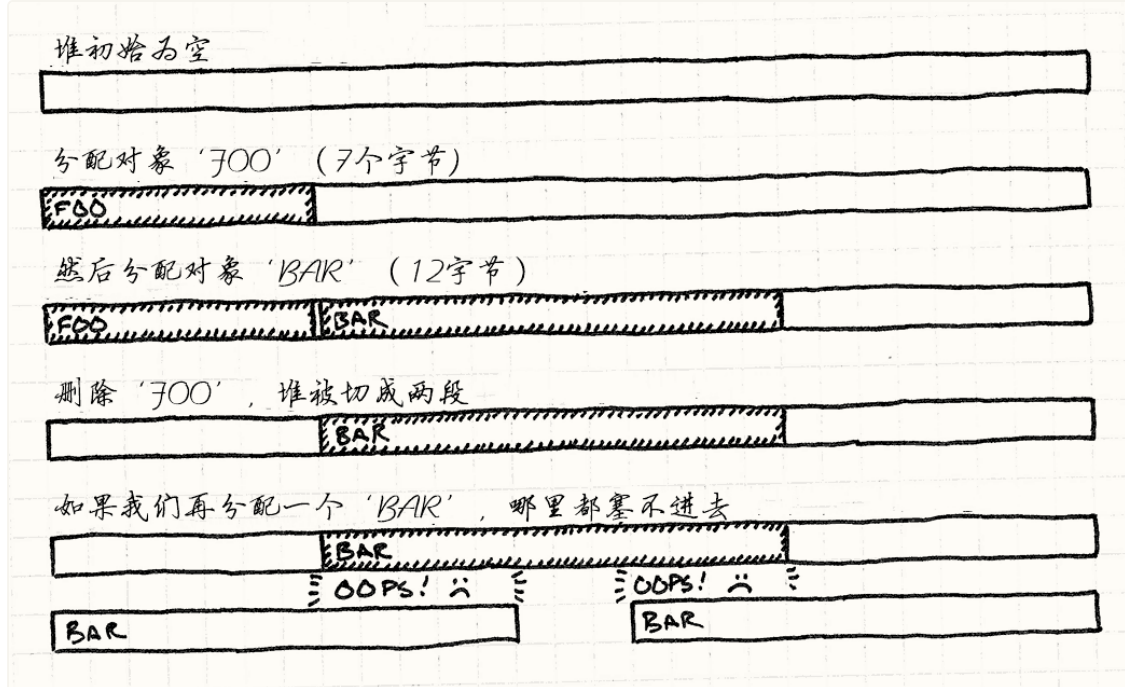 堆初始为空
分配对象 'FOO' (7个字节)
FOO
然后分配对象 'BAR' (12字节)
FOO BAR
删除 'FOO' , 堆被切成两段
BAR
如果我们再分配一个 'BAR' , 哪里都塞不进去
BAR
OOPS! OOPS!
BAR BAR